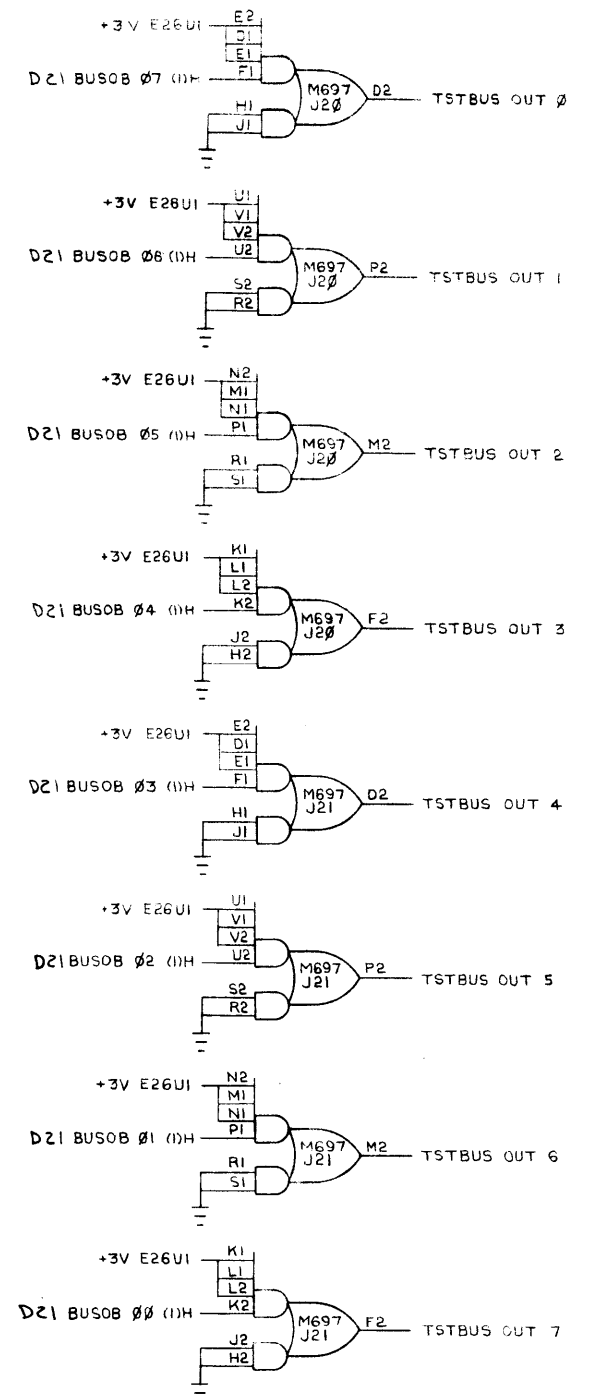 E2
+3V E26U1
D1
E1
D21 BUSOB Ø7 (1)H F1
M697 D2
J2Ø TSTBUS OUT Ø
H1
J1
U1
+3V E26U1
V1
V2
D21 BUSOB Ø6 (1)H U2
M697 P2
J2Ø TSTBUS OUT 1
S2
R2
N2
+3V E26U1
M1
N1
D21 BUSOB Ø5 (1)H P1
M697 M2
J2Ø TSTBUS OUT 2
R1
S1
K1
+3V E26U1
L1
L2
D21 BUSOB Ø4 (1)H K2
M697 F2
J2Ø TSTBUS OUT 3
J2
H2
E2
+3V E26U1
D1
E1
D21 BUSOB Ø3 (1)H F1
M697 D2
J21 TSTBUS OUT 4
H1
J1
U1
+3V E26U1
V1
V2
D21 BUSOB Ø2 (1)H U2
M697 P2
J21 TSTBUS OUT 5
S2
R2
N2
+3V E26U1
M1
N1
D21 BUSOB Ø1 (1)H P1
M697 M2
J21 TSTBUS OUT 6
R1
S1
K1
+3V E26U1
L1
L2
D21 BUSOB ØØ (1)H K2
M697 F2
J21 TSTBUS OUT 7
J2
H2